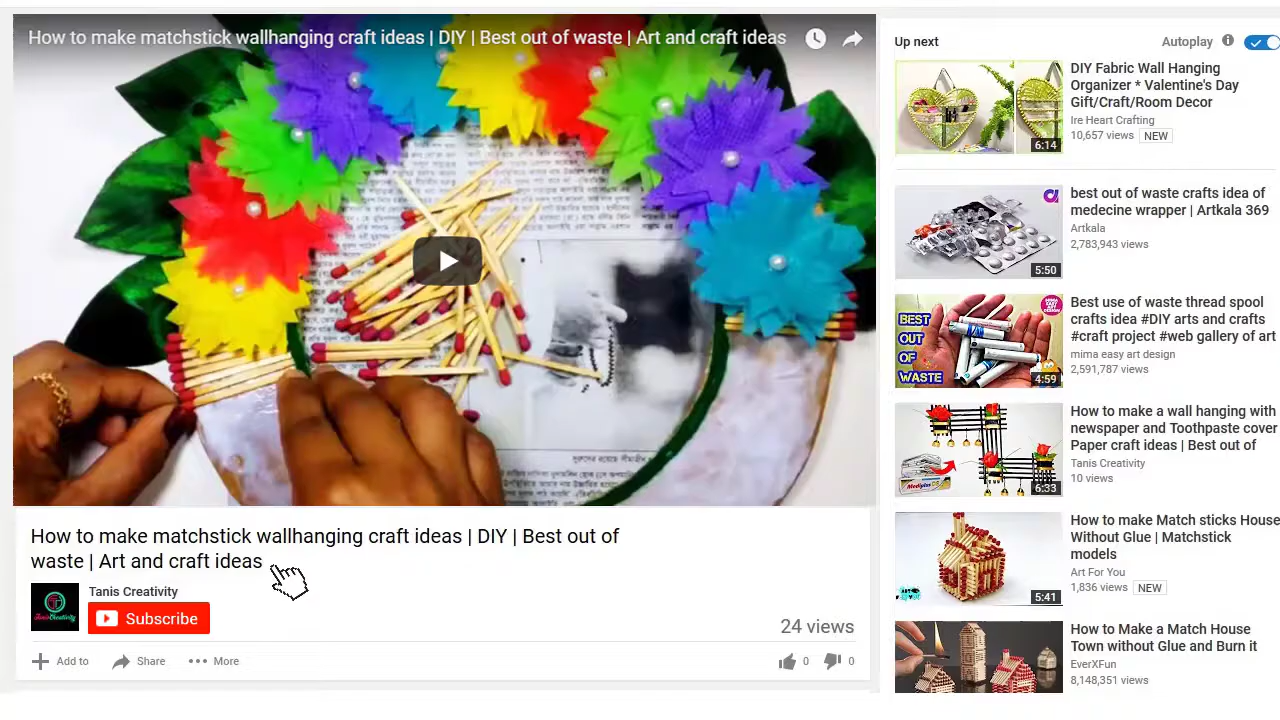 How to make matchstick wallhanging craft ideas | DIY | Best out of waste | Art and craft ideas
How to make matchstick wallhanging craft ideas | DIY | Best out of
waste | Art and craft ideas
Tanis Creativity
Subscribe
24 views
Add to
Share
More
0
0
Up next
Autoplay
DIY Fabric Wall Hanging
Organizer * Valentine's Day
Gift/Craft/Room Decor
Ire Heart Crafting
10,657 views NEW
6:14
best out of waste crafts idea of
medecine wrapper | Artkala 369
Artkala
2,783,943 views
5:50
BEST
OUT
OF
WASTE
4:59
Best use of waste thread spool
crafts idea #DIY arts and crafts
#craft project #web gallery of art
mima easy art design
2,591,787 views
6:33
How to make a wall hanging with
newspaper and Toothpaste cover
Paper craft ideas | Best out of
Tanis Creativity
10 views
5:41
How to make Match sticks House
Without Glue | Matchstick
models
Art For You
1,836 views NEW
How to Make a Match House
Town without Glue and Burn it
EverXFun
8,148,351 views